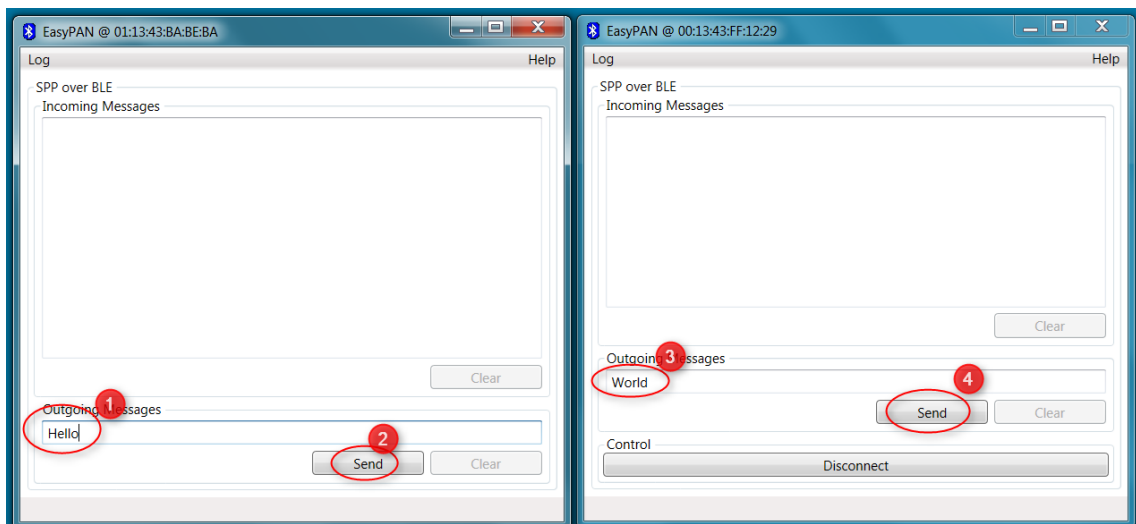 EasyPAN @ 01:13:43:BA:BE:BA
Log Help
SPP over BLE
Incoming Messages
Clear
1
Outgoing Messages
Hello
2
Send Clear
EasyPAN @ 00:13:43:FF:12:29
Log Help
SPP over BLE
Incoming Messages
Clear
3
Outgoing Messages
World
4
Send Clear
Control
Disconnect